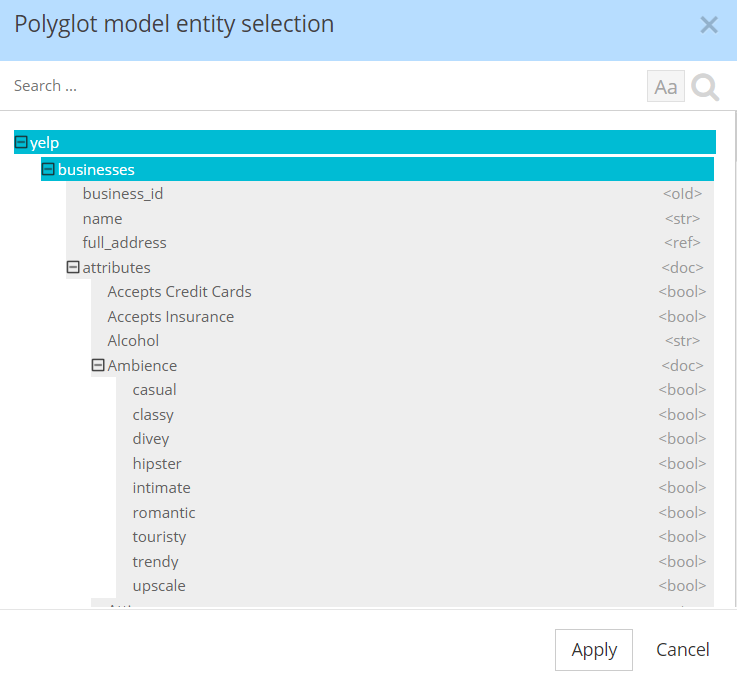 Polyglot model entity selection
Search ...
Aa
yelp
businesses
business_id <old>
name <str>
full_address <ref>
attributes <doc>
Accepts Credit Cards <bool>
Accepts Insurance <bool>
Alcohol <str>
Ambience <doc>
casual <bool>
classy <bool>
divey <bool>
hipster <bool>
intimate <bool>
romantic <bool>
touristy <bool>
trendy <bool>
upscale <bool>
Apply Cancel